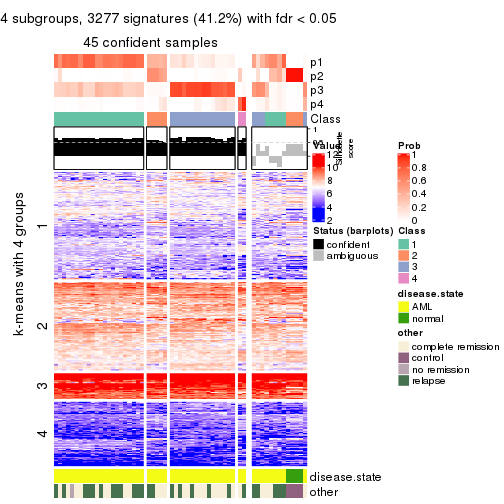 4 subgroups, 3277 signatures (41.2%) with fdr < 0.05
45 confident samples
p1
p2
p3
p4
Class
1
Silhouette
score
k-means with 4 groups
1
2
3
4
disease.state
other
Value
12
10
8
6
4
2
Prob
1
0.8
0.6
0.4
0.2
0
Status (barplots)
confident
ambiguous
Class
1
2
3
4
disease.state
AML
normal
other
complete remission
control
no remission
relapse